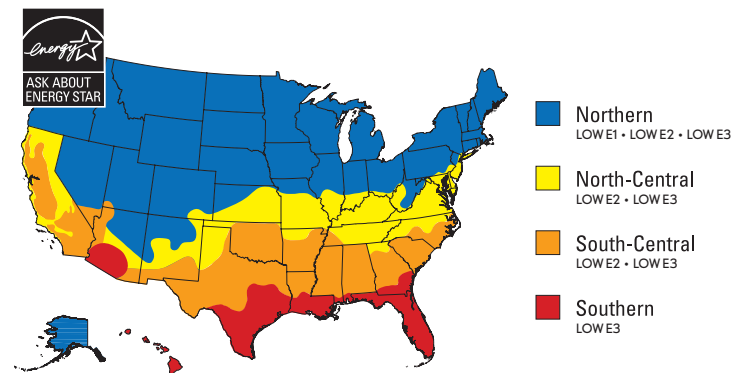 energy
ASK ABOUT
ENERGY STAR
Northern
LOW E1 • LOW E2 • LOW E3
North-Central
LOW E2 • LOW E3
South-Central
LOW E2 • LOW E3
Southern
LOW E3